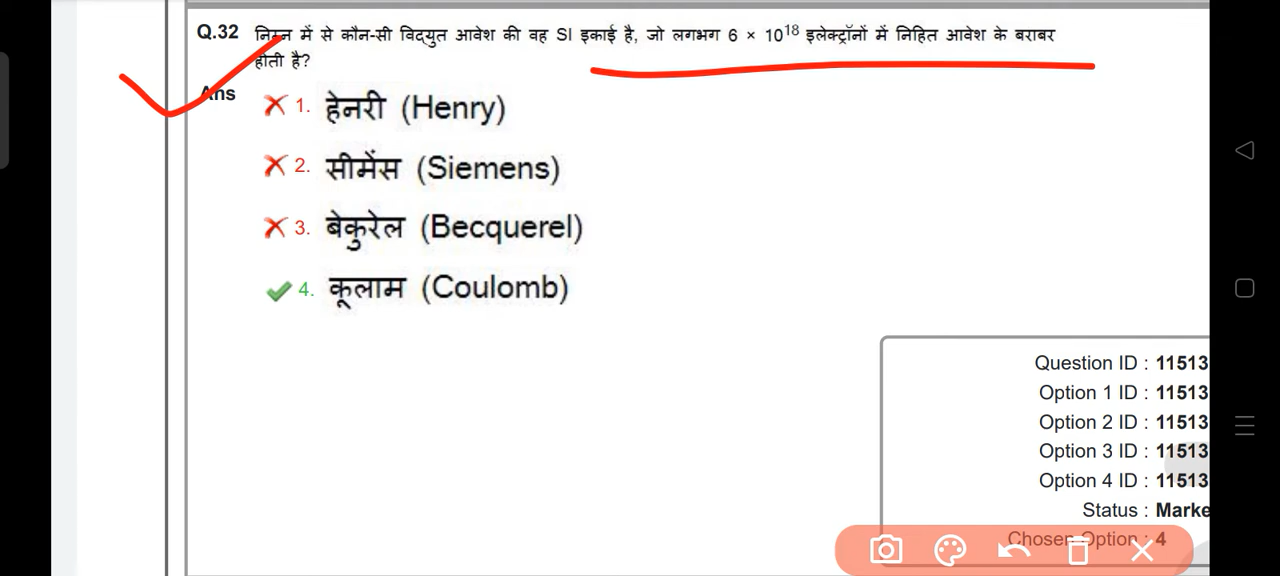 Q.32 निम्न में से कौन-सी विद्युत आवेश की वह SI इकाई है, जो लगभग 6 × 10¹⁸ इलेक्ट्रॉनों में निहित आवेश के बराबर
होती है?
Ans
1. हेनरी (Henry)
2. सीमेंस (Siemens)
3. बेकुरेल (Becquerel)
4. कूलाम (Coulomb)
Question ID : 11513
Option 1 ID : 11513
Option 2 ID : 11513
Option 3 ID : 11513
Option 4 ID : 11513
Status : Marke
Chosen Option : 4